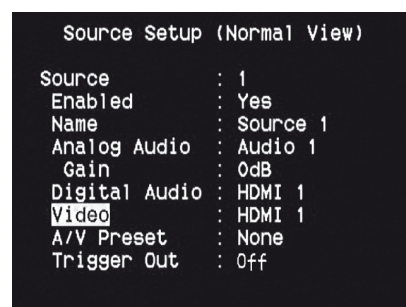 Source Setup (Normal View)
Source : 1
Enabled : Yes
Name : Source 1
Analog Audio : Audio 1
Gain : 0dB
Digital Audio : HDMI 1
Video : HDMI 1
A/V Preset : None
Trigger Out : Off